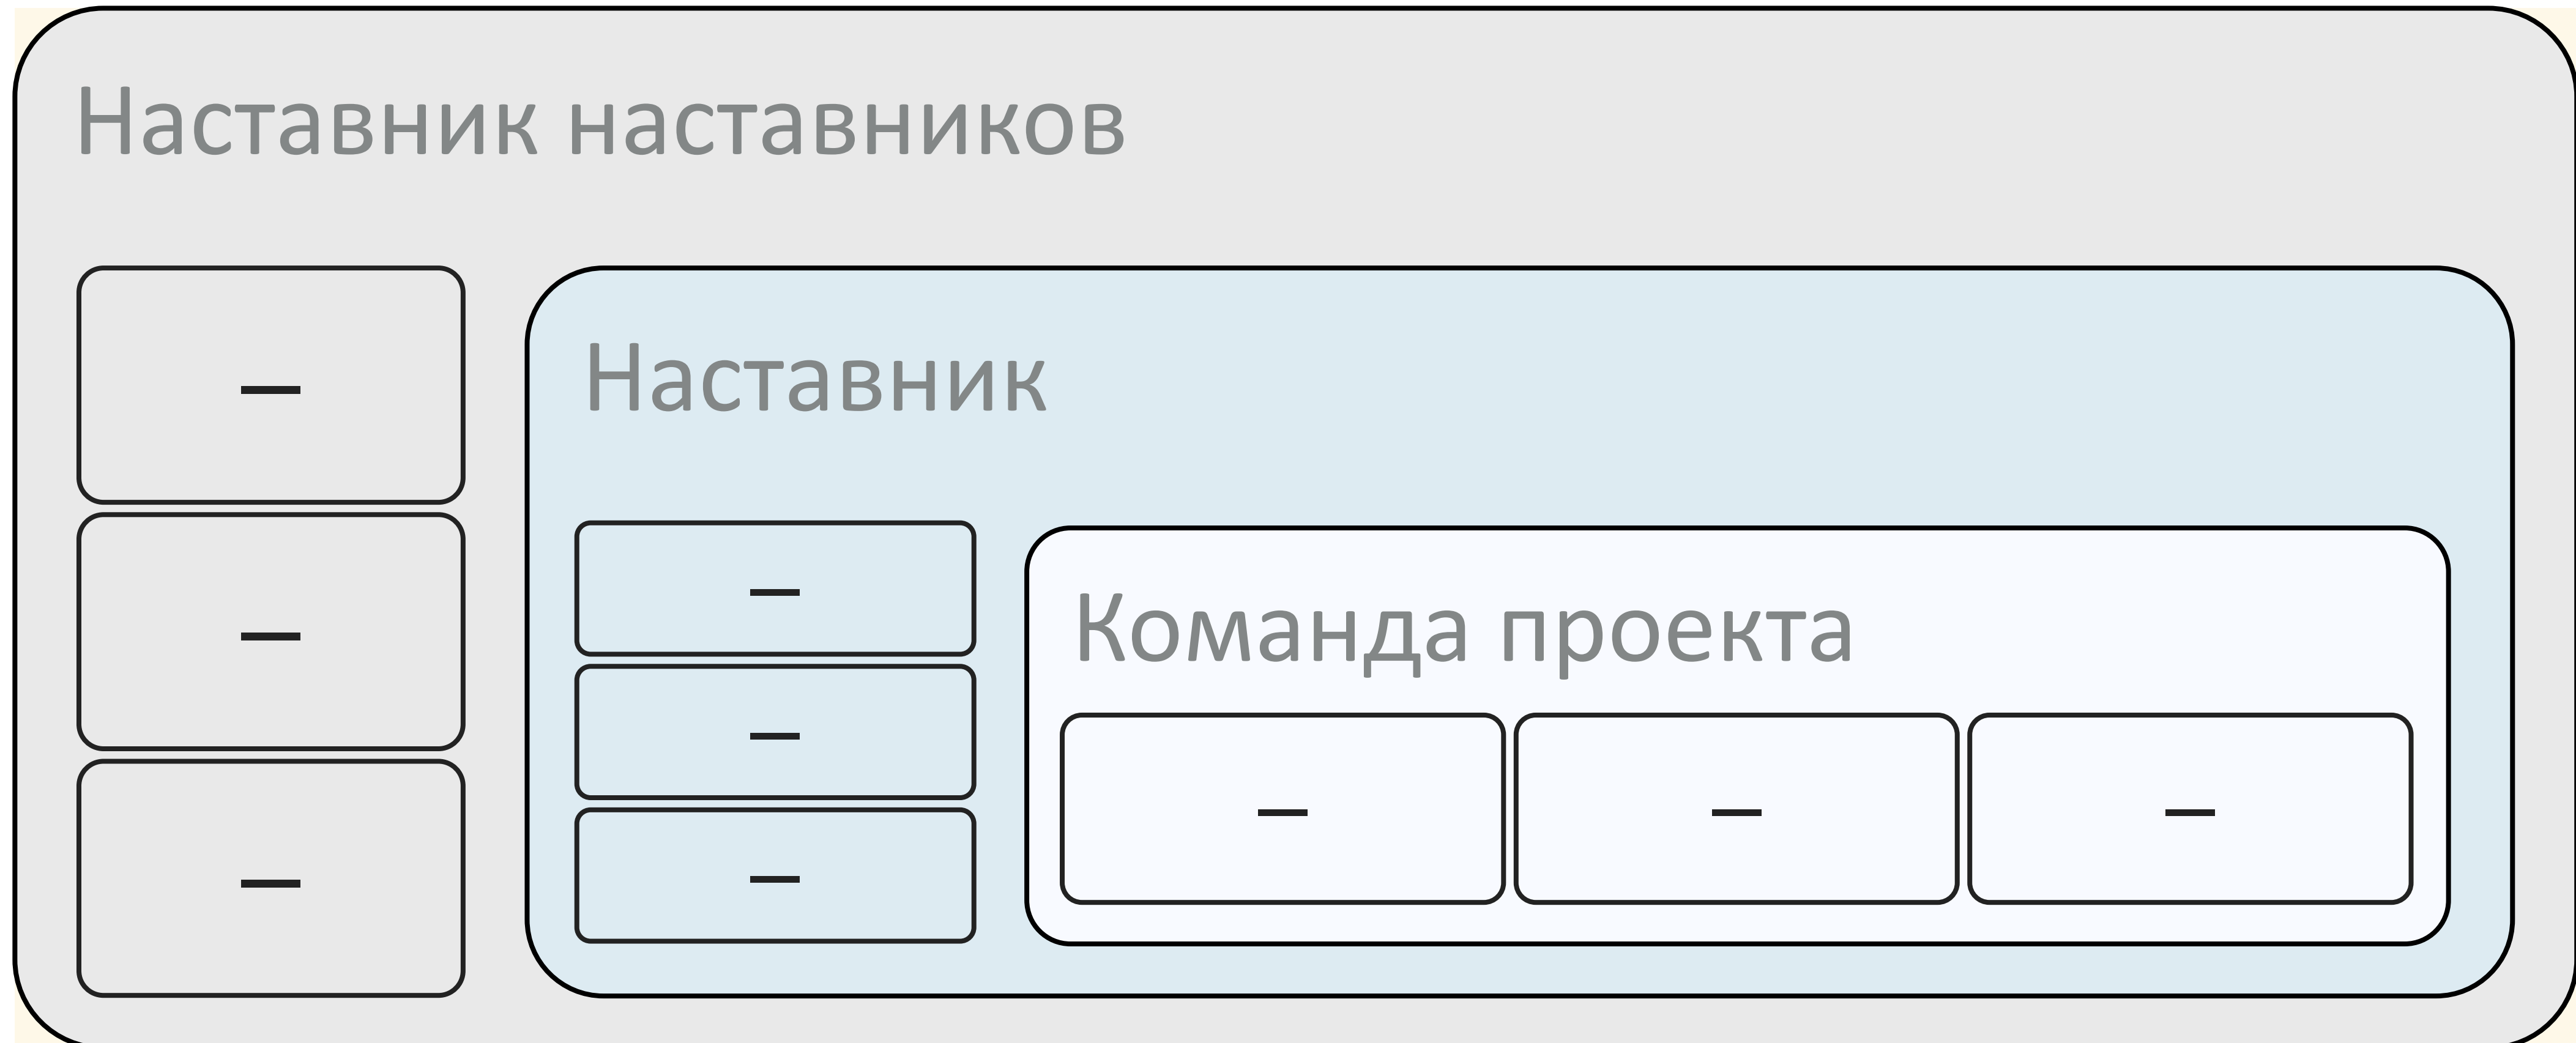 Наставник наставников
–
–
–
Наставник
–
–
–
Команда проекта
– – –